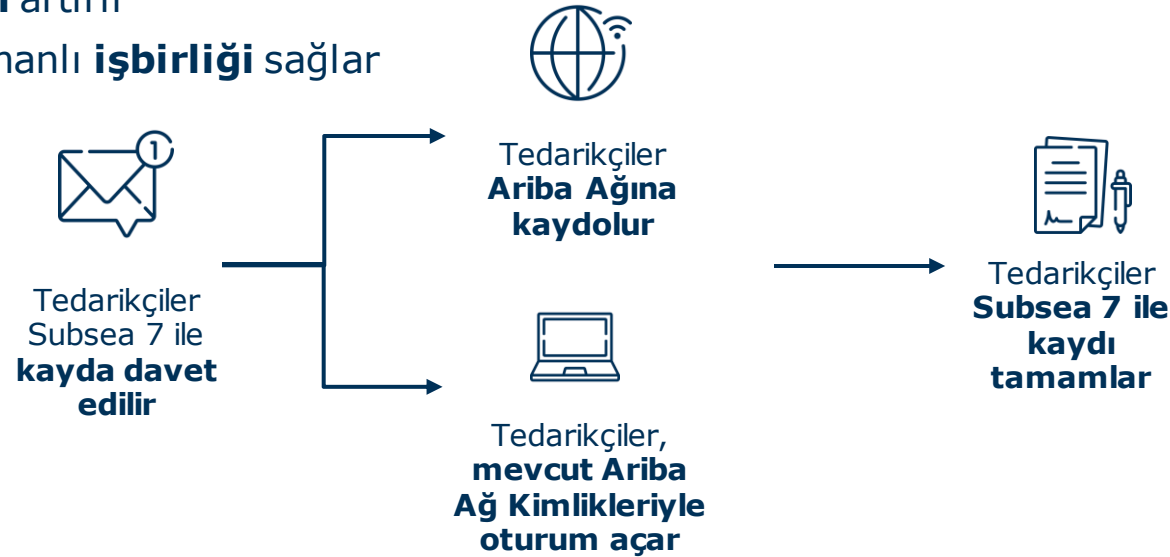 artırır
işbirliği sağlar
1
Tedarikçiler
Ariba Ağına
kaydolur
Tedarikçiler
Subsea 7 ile
kayda davet
edilir
Tedarikçiler
Subsea 7 ile
kaydı
tamamlar
Tedarikçiler,
mevcut Ariba
Ağ Kimlikleriyle
oturum açar